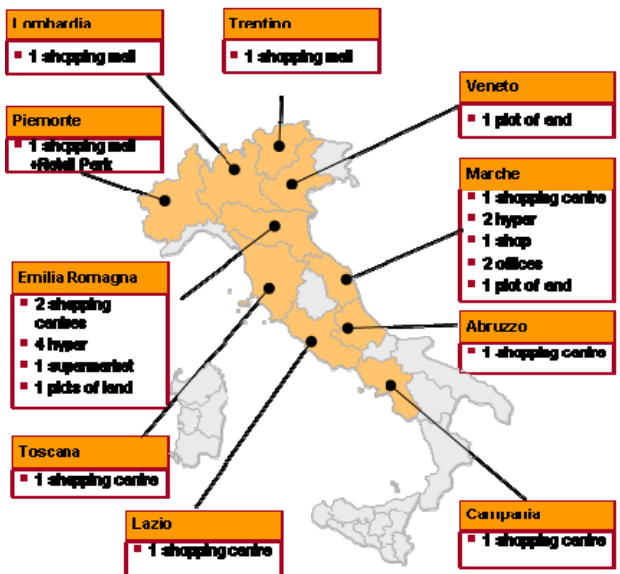 Lombardia
▪ 1 shopping mall
Trentino
▪ 1 shopping mall
Veneto
▪ 1 plot of end
Piemonte
▪ 1 shopping mall
+Retail Park
Marche
▪ 1 shopping centre
▪ 2 hyper
▪ 1 shop
▪ 2 offices
▪ 1 plot of end
Emilia Romagna
▪ 2 shopping
centres
▪ 4 hyper
▪ 1 supermarket
▪ 1 plots of land
Abruzzo
▪ 1 shopping centre
Toscana
▪ 1 shopping centre
Lazio
▪ 1 shopping centre
Campania
▪ 1 shopping centre